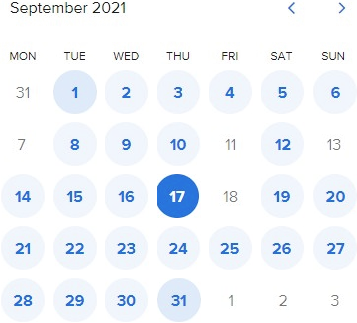 September 2021
MON TUE WED THU FRI SAT SUN
31 1 2 3 4 5 6
7 8 9 10 11 12 13
14 15 16 17 18 19 20
21 22 23 24 25 26 27
28 29 30 31 1 2 3